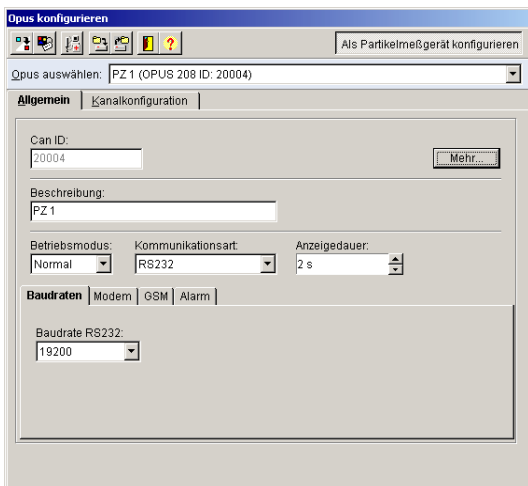 Opus konfigurieren
Als Partikelmeßgerät konfigurieren
Opus auswählen: PZ 1 (OPUS 208 ID: 20004)
Allgemein Kanalkonfiguration
Can ID:
20004
Mehr...
Beschreibung:
PZ 1
Betriebsmodus: Kommunikationsart: Anzeigedauer:
Normal RS232 2 s
Baudraten Modem GSM Alarm
Baudrate RS232:
19200